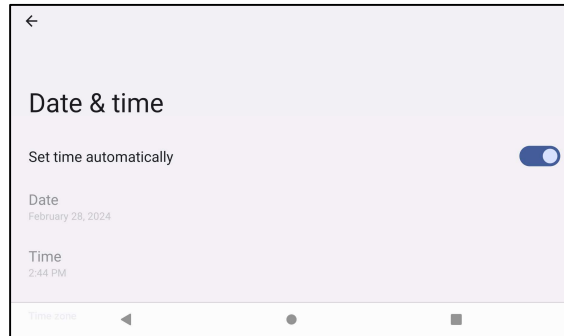 Date & time
Set time automatically
Date
February 28, 2024
Time
2:44 PM
Time zone